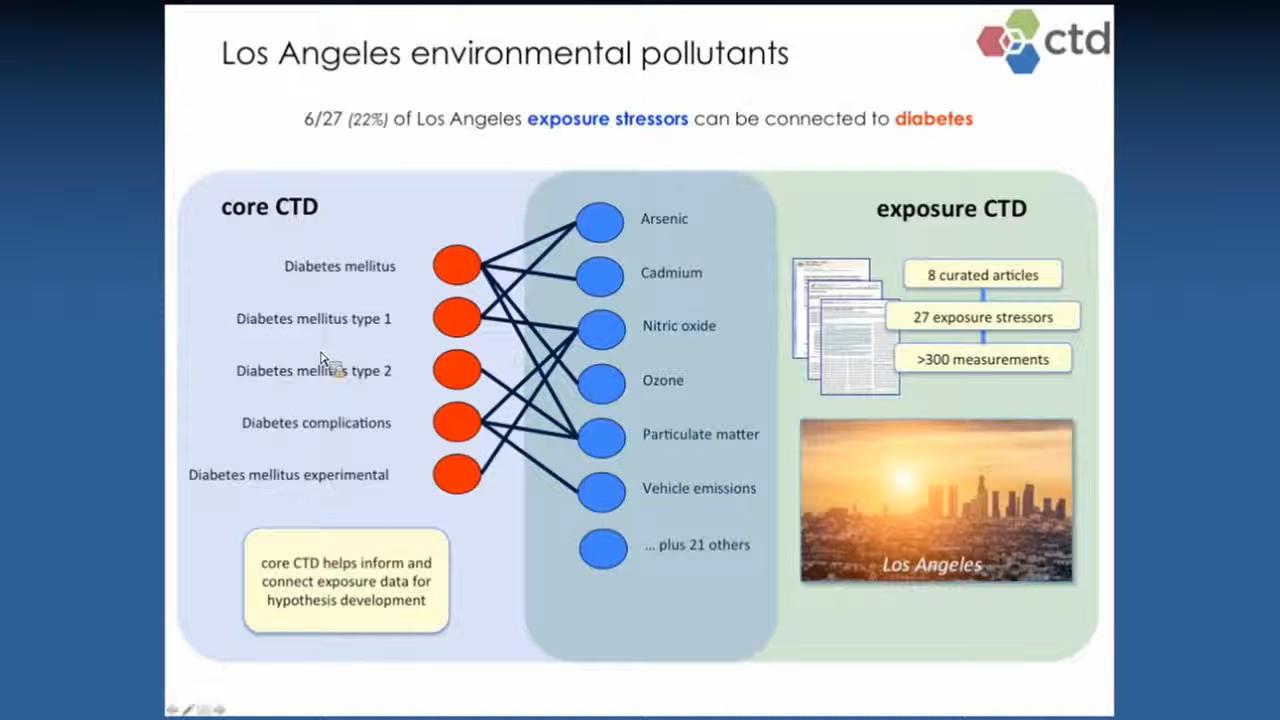 Los Angeles environmental pollutants
ctd
6/27 (22%) of Los Angeles exposure stressors can be connected to diabetes
core CTD
Diabetes mellitus
Diabetes mellitus type 1
Diabetes mellitus type 2
Diabetes complications
Diabetes mellitus experimental
core CTD helps inform and
connect exposure data for
hypothesis development
Arsenic
Cadmium
Nitric oxide
Ozone
Particulate matter
Vehicle emissions
... plus 21 others
exposure CTD
8 curated articles
27 exposure stressors
>300 measurements
Los Angeles